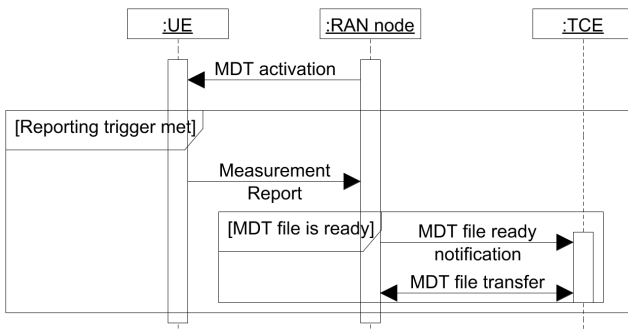 :UE
:RAN node
:TCE
MDT activation
[Reporting trigger met]
Measurement
Report
[MDT file is ready]
MDT file ready
notification
MDT file transfer